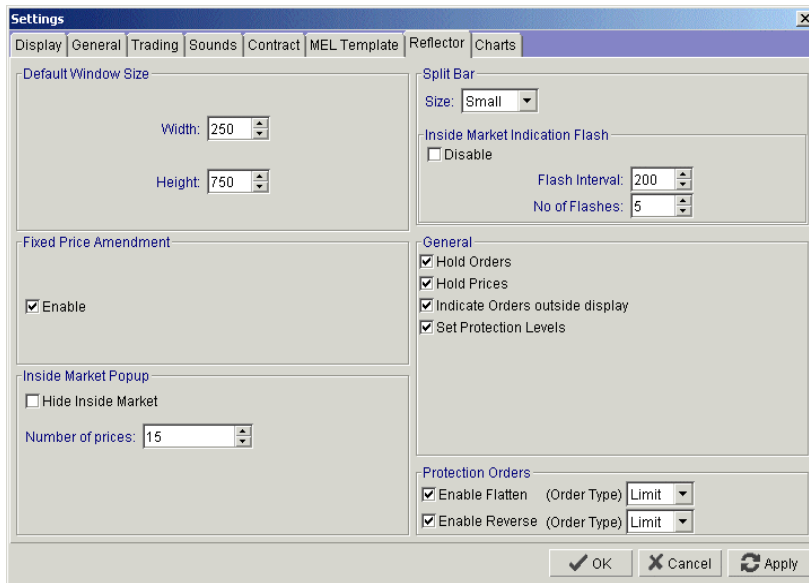 Settings
Display General Trading Sounds Contract MEL Template Reflector Charts
Default Window Size
Width: 250
Height: 750
Split Bar
Size: Small
Inside Market Indication Flash
Disable
Flash Interval: 200
No of Flashes: 5
Fixed Price Amendment
Enable
General
Hold Orders
Hold Prices
Indicate Orders outside display
Set Protection Levels
Inside Market Popup
Hide Inside Market
Number of prices: 15
Protection Orders
Enable Flatten (Order Type) Limit
Enable Reverse (Order Type) Limit
OK Cancel Apply